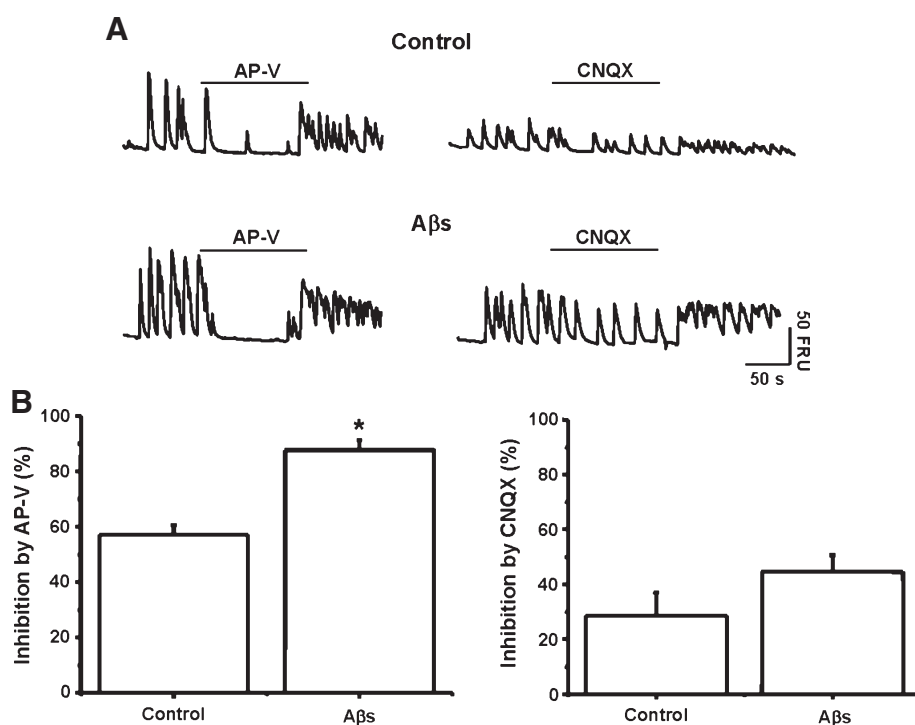 A
Control
AP-V
CNQX
Aβs
AP-V
CNQX
50 FRU
50 s
B
Inhibition by AP-V (%)
100
80
60
40
20
0
*
Control
Aβs
Inhibition by CNQX (%)
100
80
60
40
20
0
Control
Aβs